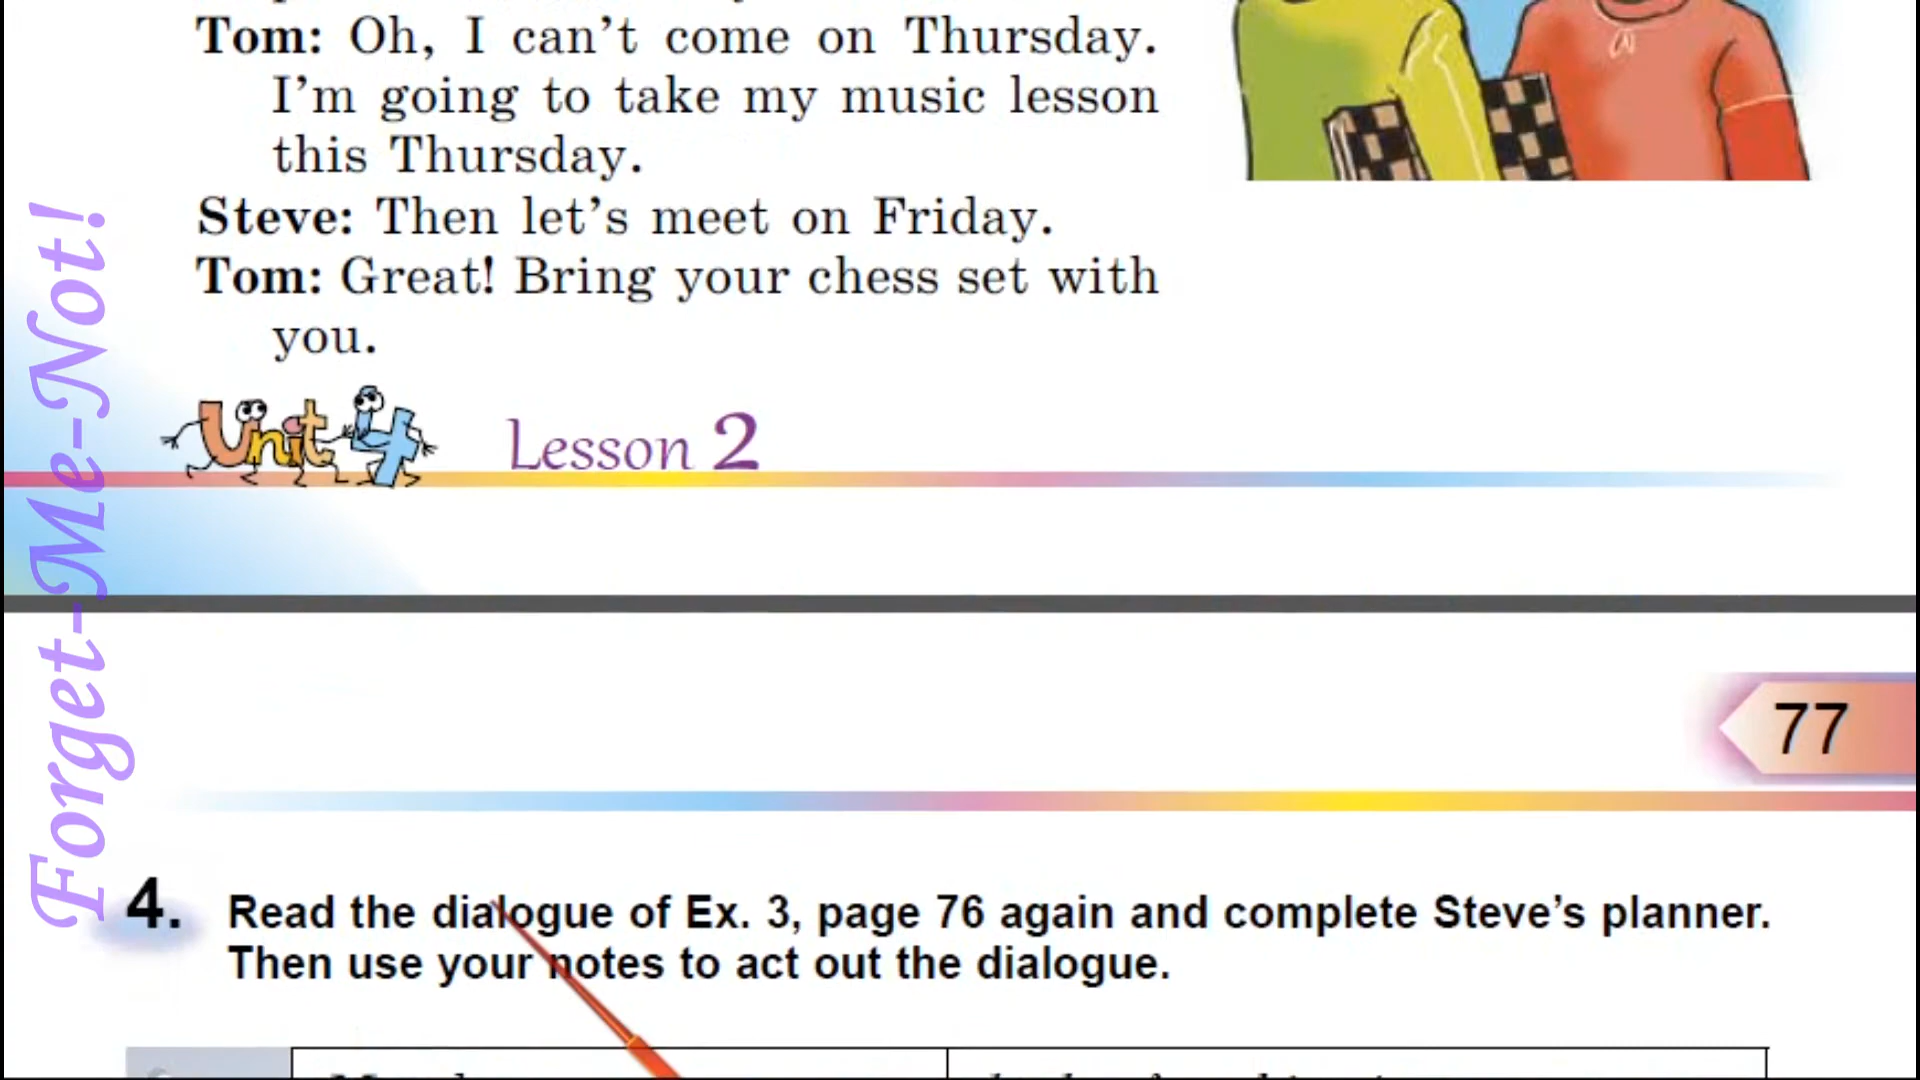 Tom: Oh, I can't come on Thursday.
I'm going to take my music lesson
this Thursday.
Steve: Then let's meet on Friday.
Tom: Great! Bring your chess set with
you.
Unit 4 Lesson 2
Forget-Me-Not!
77
4. Read the dialogue of Ex. 3, page 76 again and complete Steve's planner.
Then use your notes to act out the dialogue.